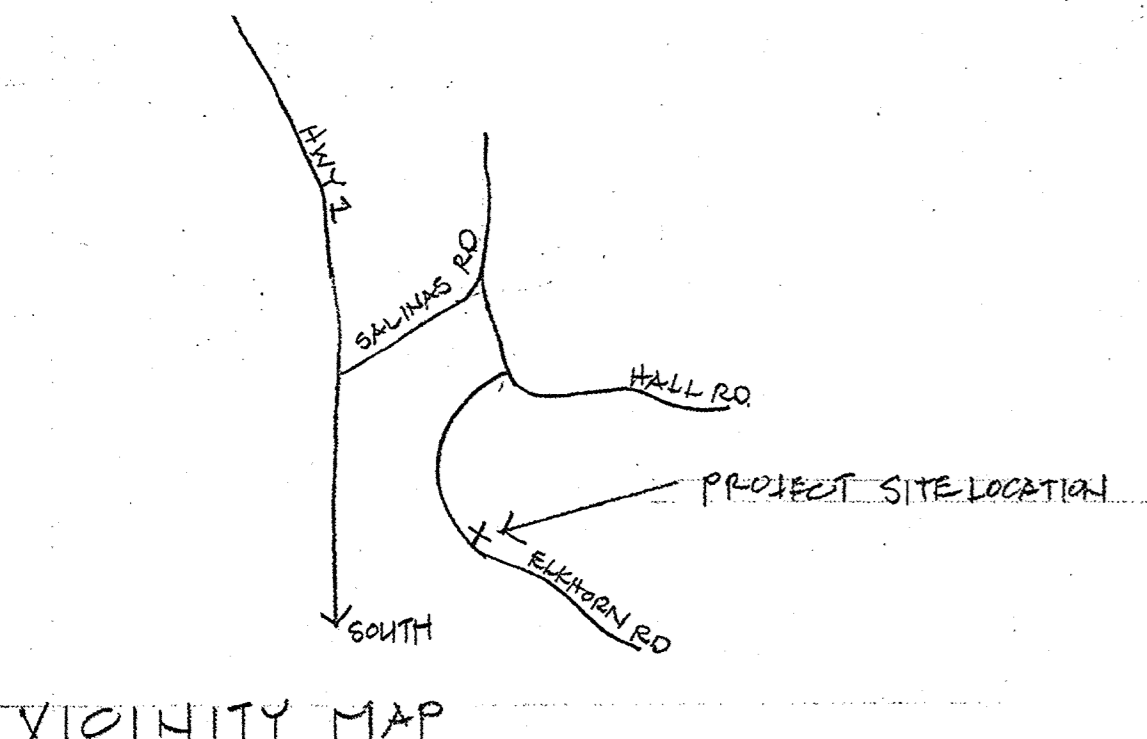 HWY 1
SALINAS RD
HALL RD.
PROJECT SITE LOCATION
ELKHORN RD
SOUTH
VICINITY MAP